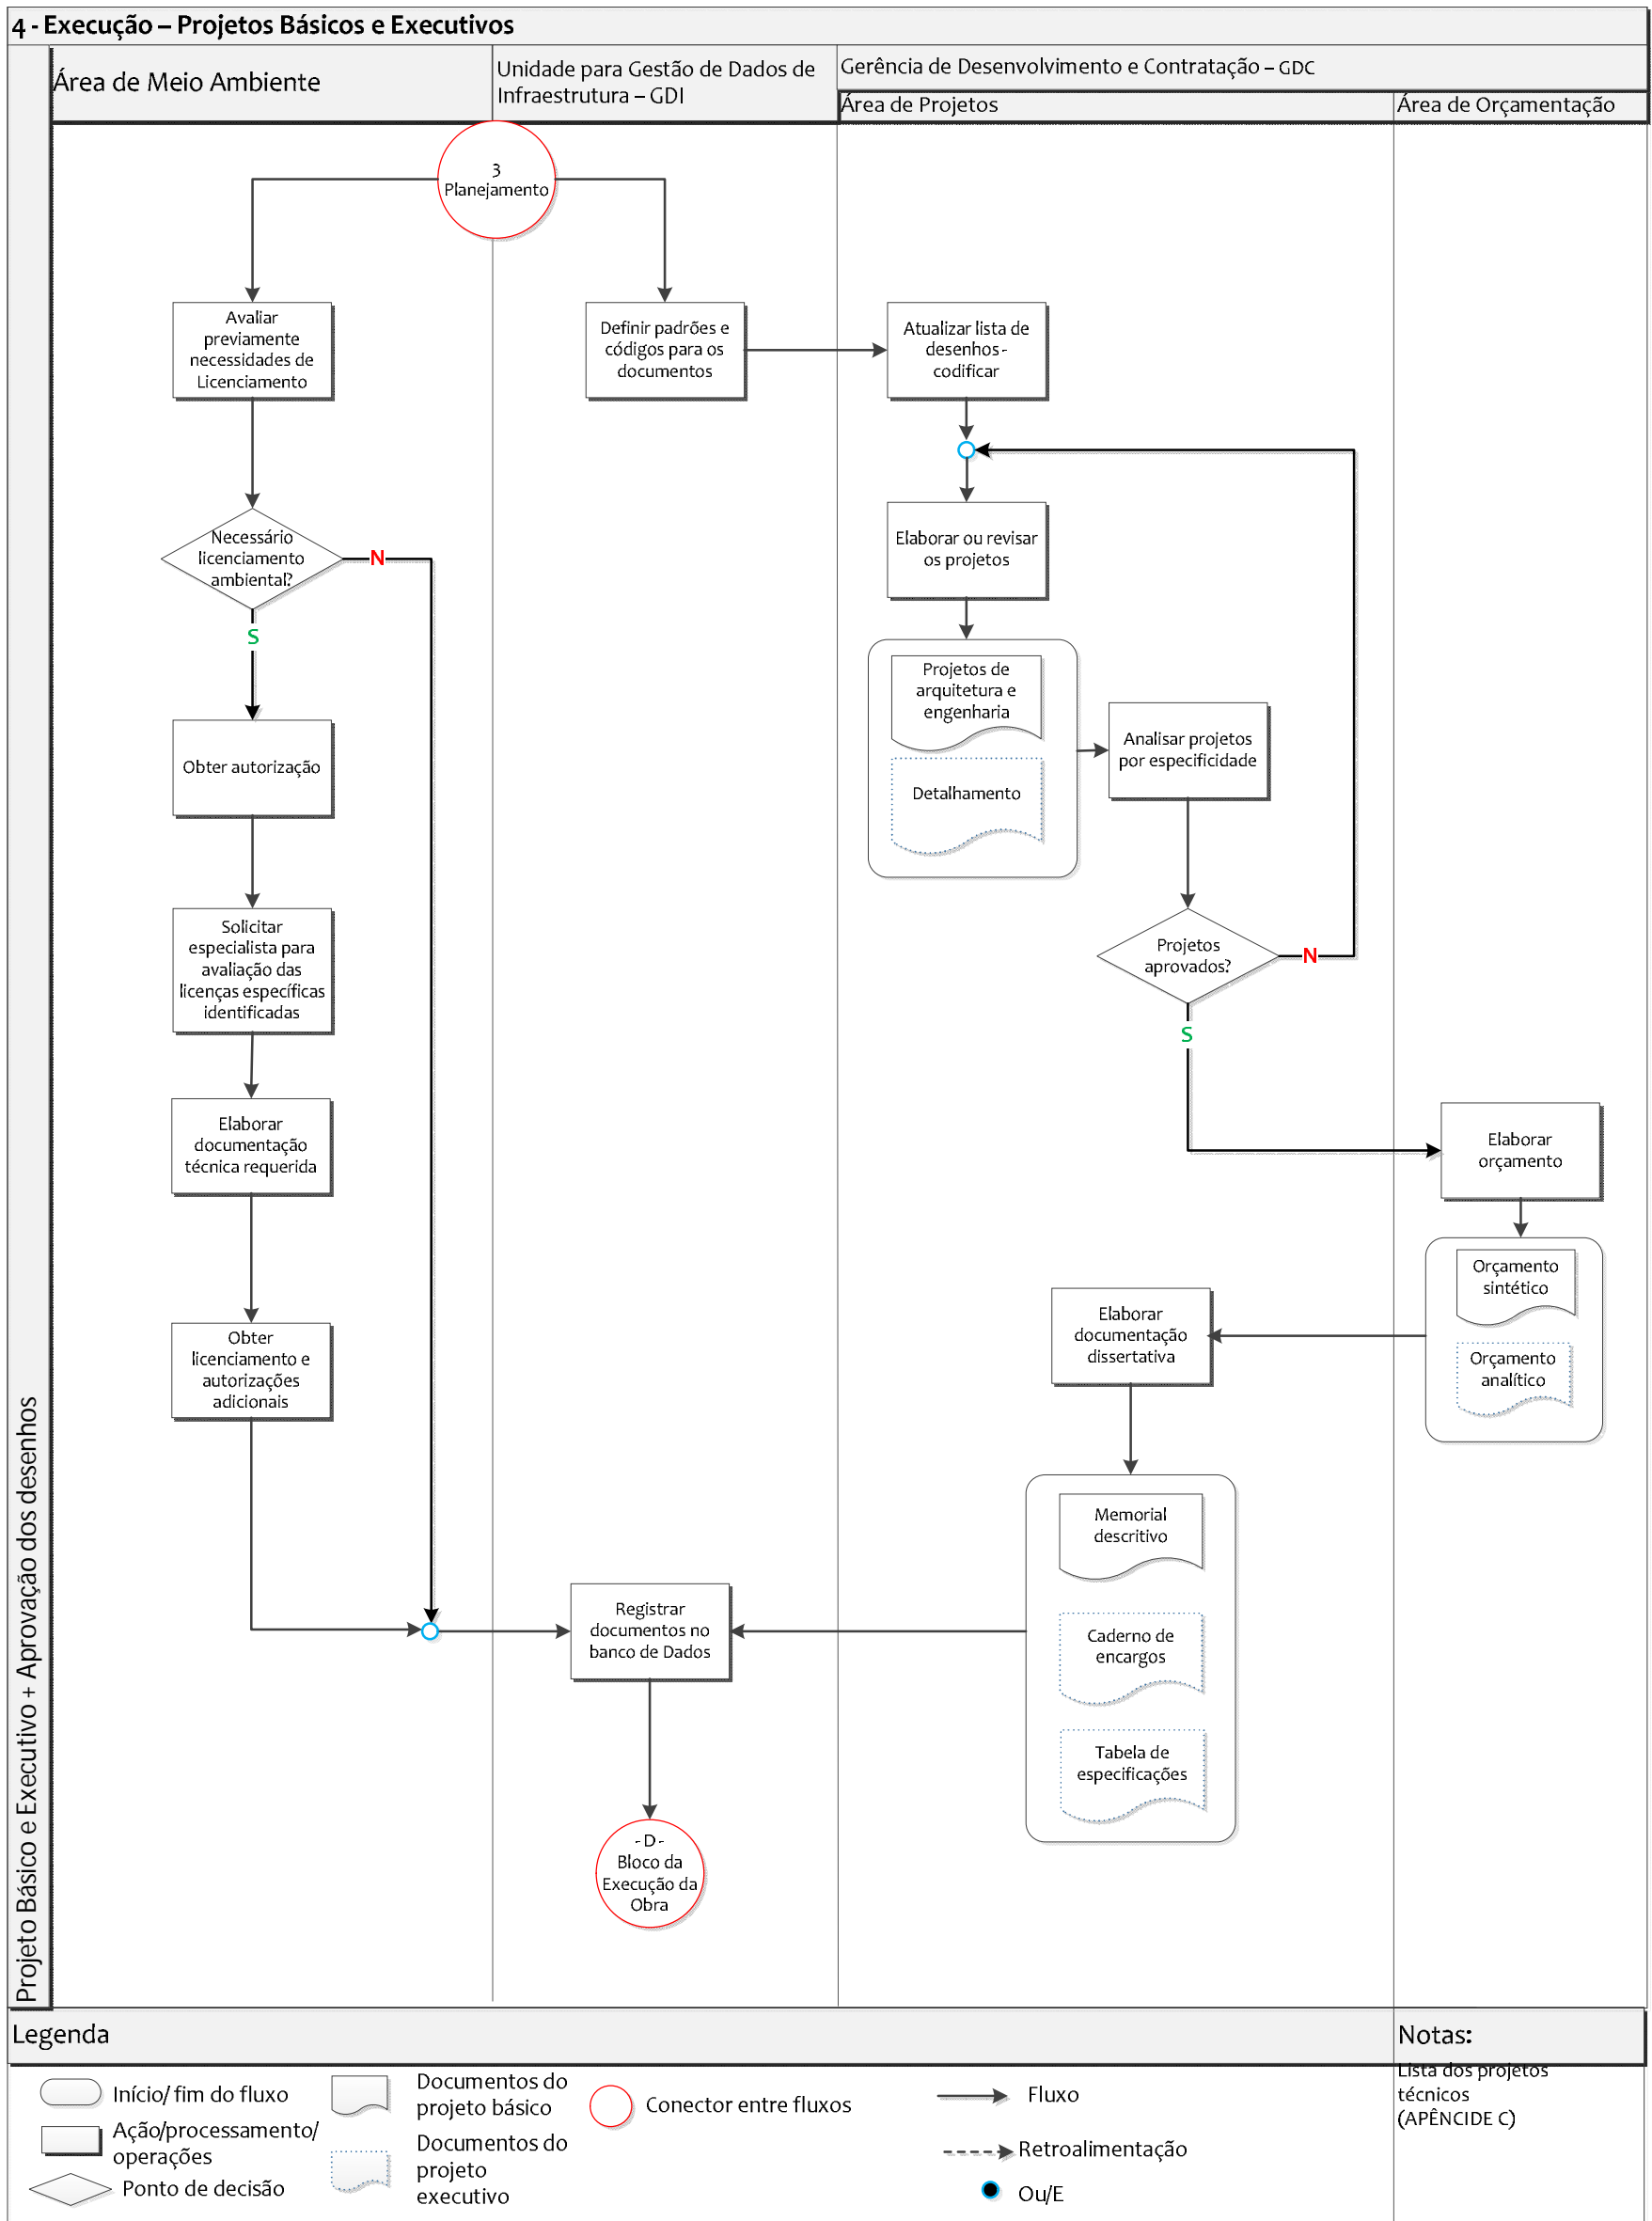 4 - Execução – Projetos Básicos e Executivos
Área de Meio Ambiente
Unidade para Gestão de Dados de
Infraestrutura – GDI
Gerência de Desenvolvimento e Contratação – GDC
Área de Projetos
Área de Orçamentação
3
Planejamento
Avaliar
previamente
necessidades de
Licenciamento
Definir padrões e
códigos para os
documentos
Atualizar lista de
desenhos-
codificar
Necessário
licenciamento
ambiental?
N
S
Elaborar ou revisar
os projetos
Projetos de
arquitetura e
engenharia
Detalhamento
Analisar projetos
por especificidade
Obter autorização
Solicitar
especialista para
avaliação das
licenças específicas
identificadas
Projetos
aprovados?
N
S
Elaborar
documentação
técnica requerida
Elaborar
orçamento
Orçamento
sintético
Orçamento
analítico
Elaborar
documentação
dissertativa
Obter
licenciamento e
autorizações
adicionais
Memorial
descritivo
Caderno de
encargos
Tabela de
especificações
Registrar
documentos no
banco de Dados
- D -
Bloco da
Execução da
Obra
Projeto Básico e Executivo + Aprovação dos desenhos
Legenda
Início/ fim do fluxo
Ação/processamento/
operações
Ponto de decisão
Documentos do
projeto básico
Documentos do
projeto
executivo
Conector entre fluxos
Fluxo
Retroalimentação
Ou/E
Notas:
Lista dos projetos
técnicos
(APÊNCIDE C)